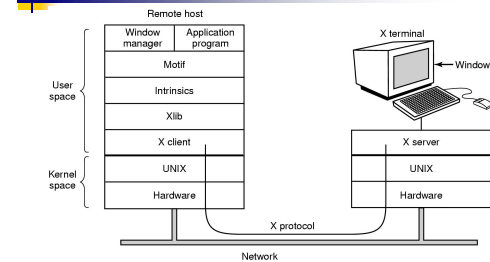 Remote host
Window
manager
Application
program
Motif
Intrinsics
Xlib
X client
UNIX
Hardware
User
space
Kernel
space
X terminal
Window
X server
UNIX
Hardware
X protocol
Network